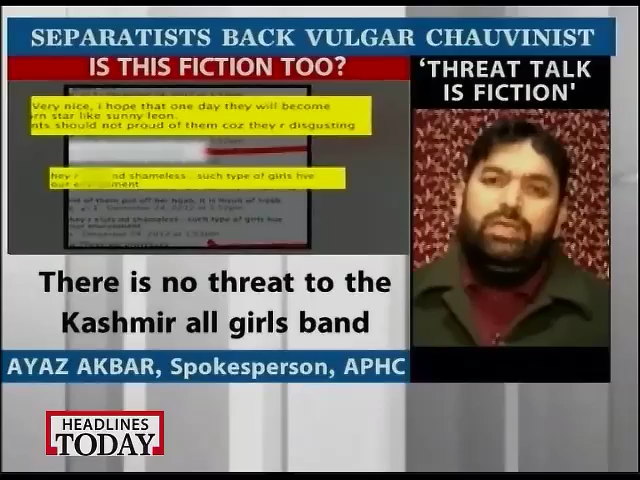 SEPARATISTS BACK VULGAR CHAUVINIST
IS THIS FICTION TOO?
'THREAT TALK
IS FICTION'
Very nice, i hope that one day they will become
rn star like sunny leon.
nts should not proud of them coz they r disgusting
hey r nd shameless...such type of girls hve
our
There is no threat to the
Kashmir all girls band
AYAZ AKBAR, Spokesperson, APHC
HEADLINES
TODAY